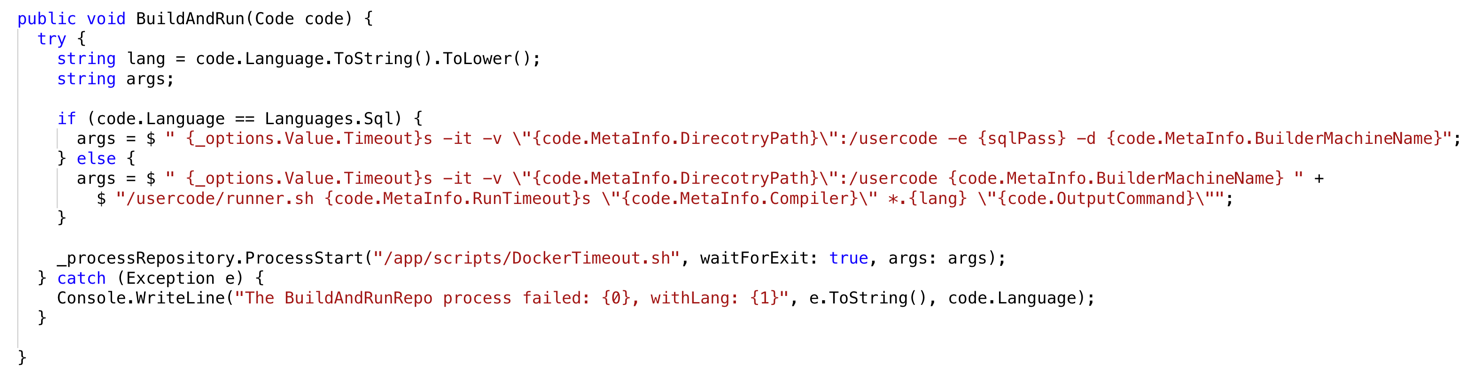 public void BuildAndRun(Code code) {
try {
string lang = code.Language.ToString().ToLower();
string args;
if (code.Language == Languages.Sql) {
args = $ " {_options.Value.Timeout}s -it -v \"{code.MetaInfo.DirecotryPath}\":/usercode -e {sqlPass} -d {code.MetaInfo.BuilderMachineName}";
} else {
args = $ " {_options.Value.Timeout}s -it -v \"{code.MetaInfo.DirecotryPath}\":/usercode {code.MetaInfo.BuilderMachineName} " +
$ "/usercode/runner.sh {code.MetaInfo.RunTimeout}s \"{code.MetaInfo.Compiler}\" *.{lang} \"{code.OutputCommand}\"";
}
_processRepository.ProcessStart("/app/scripts/DockerTimeout.sh", waitForExit: true, args: args);
} catch (Exception e) {
Console.WriteLine("The BuildAndRunRepo process failed: {0}, withLang: {1}", e.ToString(), code.Language);
}
}